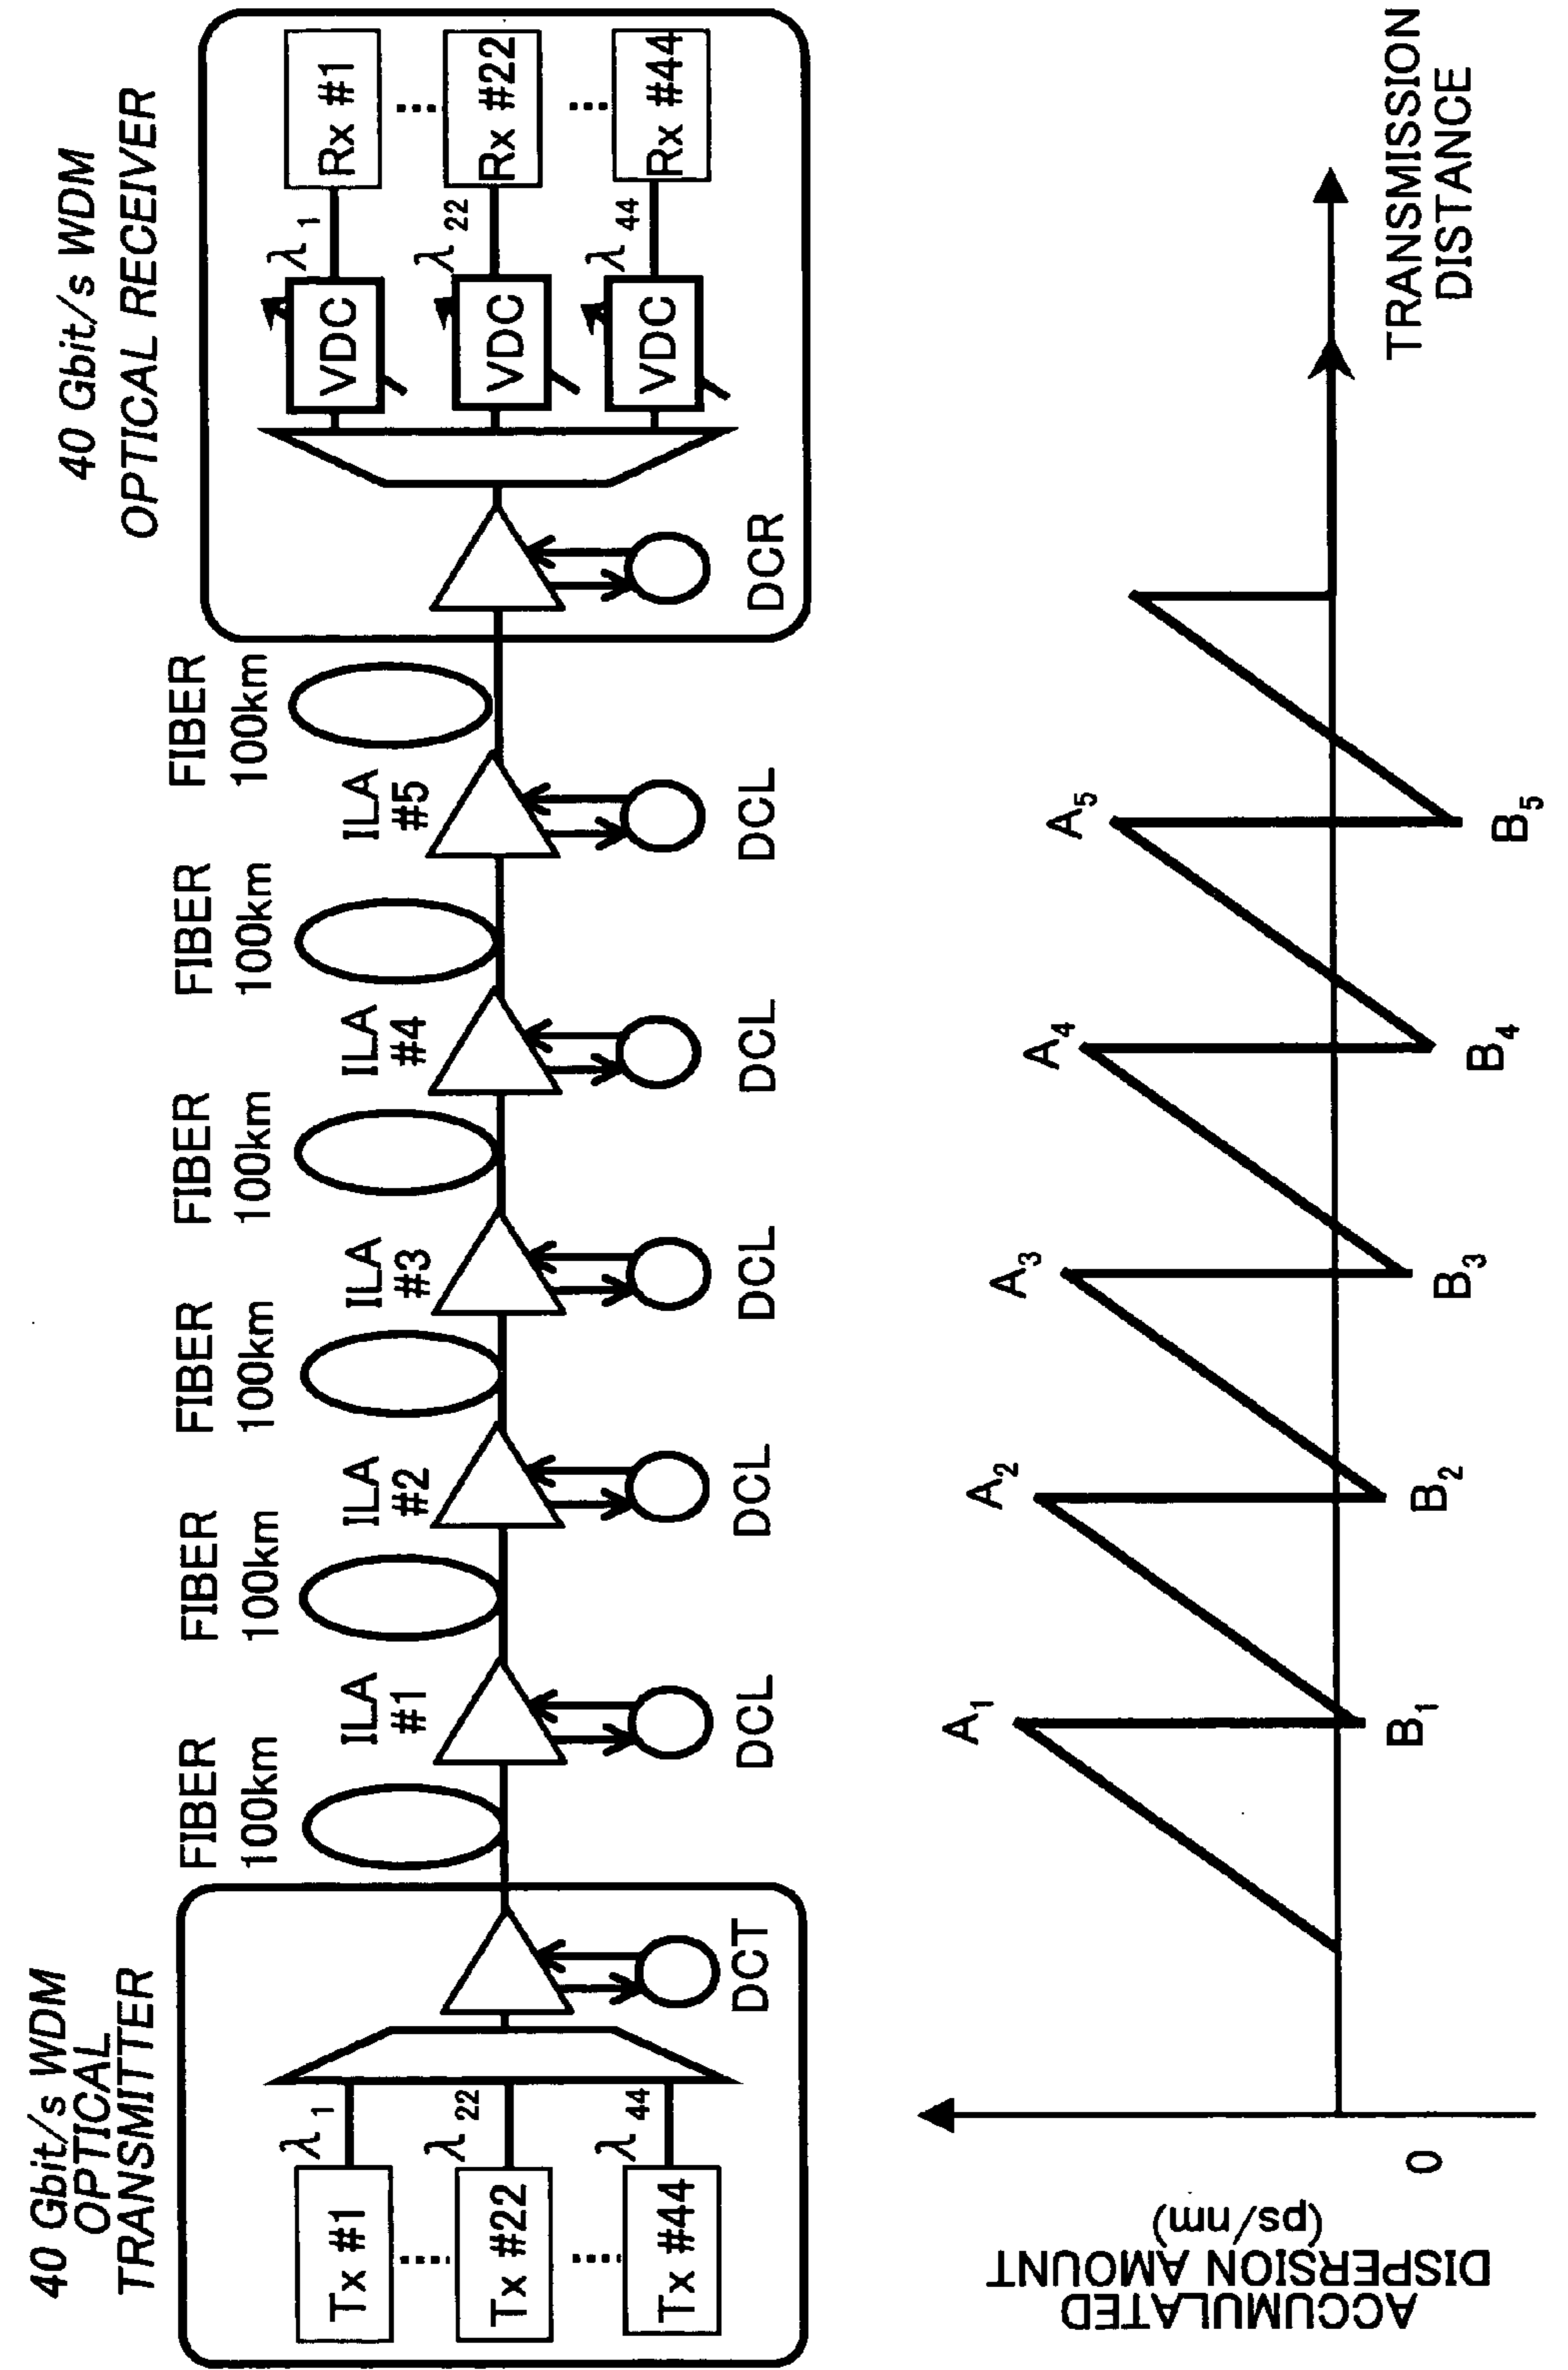 40 Gbit/s WDM
OPTICAL
TRANSMITTER
Tx #1
Tx #22
Tx #44
λ1
λ22
λ44
DCT
FIBER
100km
ILA
#1
DCL
FIBER
100km
ILA
#2
DCL
FIBER
100km
ILA
#3
DCL
FIBER
100km
ILA
#4
DCL
FIBER
100km
ILA
#5
DCL
FIBER
100km
40 Gbit/s WDM
OPTICAL RECEIVER
DCR
VDC
VDC
VDC
λ1
λ22
λ44
Rx #1
Rx #22
Rx #44
ACCUMULATED
DISPERSION AMOUNT
(ps/nm)
0
A1
B1
A2
B2
A3
B3
A4
B4
A5
B5
TRANSMISSION
DISTANCE